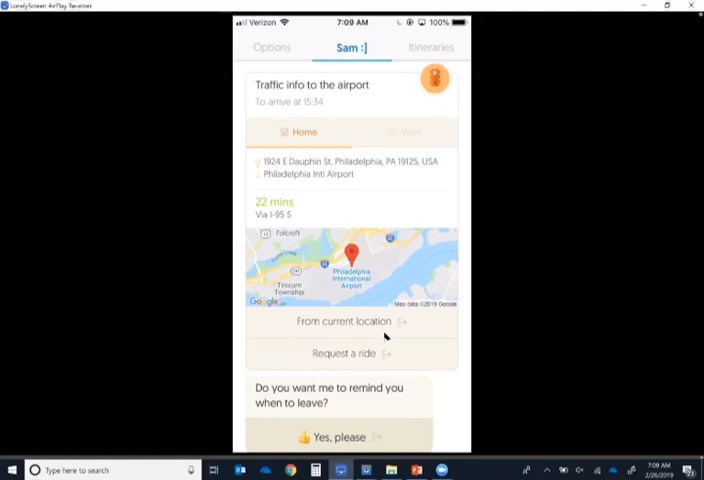 LonelyScreen AirPlay Receiver
Verizon 7:09 AM 100%
Options Sam :] Itineraries
Traffic info to the airport
To arrive at 15:34
Home Work
1924 E Dauphin St, Philadelphia, PA 19125, USA
Philadelphia Intl Airport
22 mins
Via I-95 S
Folcroft
Philadelphia
International
Airport
Tinicum
Township
Google
Map data ©2019 Google
From current location
Request a ride
Do you want me to remind you
when to leave?
👍 Yes, please
Type here to search
7:09 AM
2/26/2019